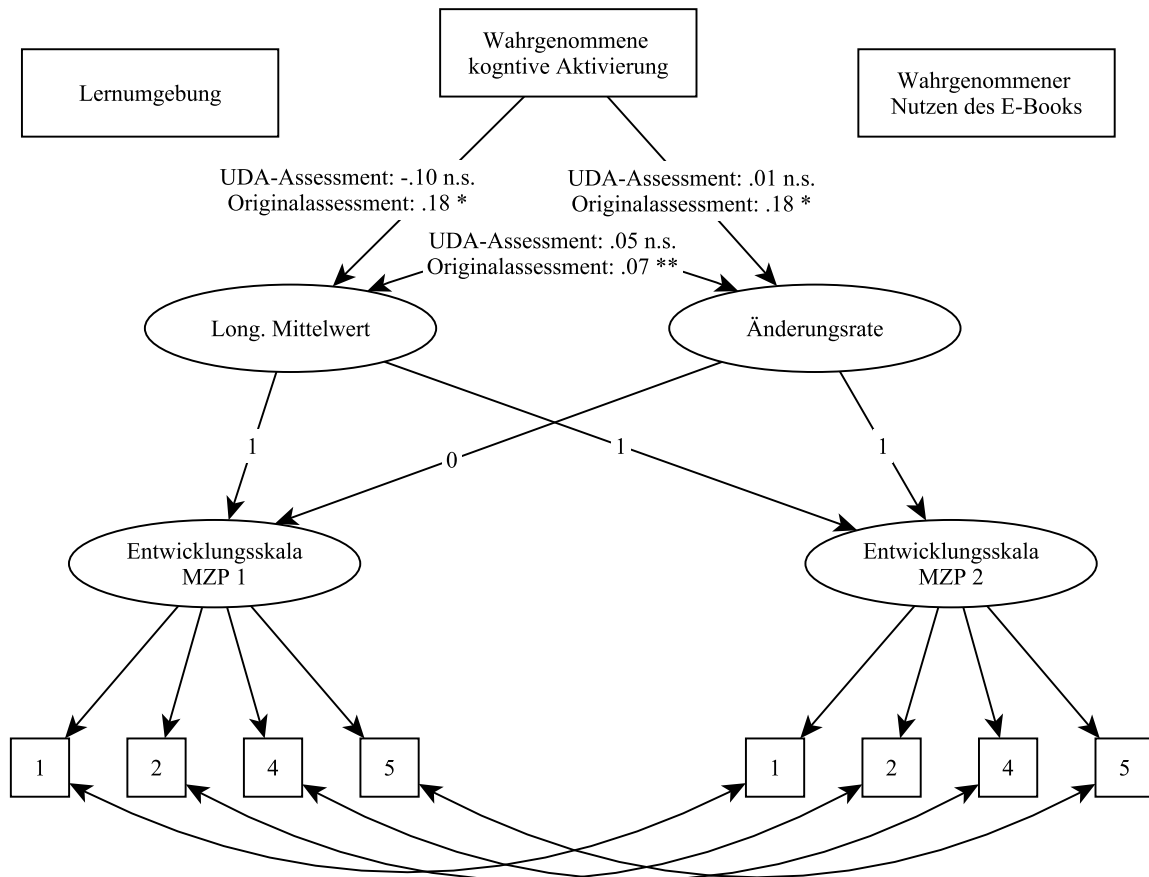 Wahrgenommene
kogntive Aktivierung
Lernumgebung
Wahrgenommener
Nutzen des E-Books
UDA-Assessment: -.10 n.s.
Originalassessment: .18 *
UDA-Assessment: .01 n.s.
Originalassessment: .18 *
UDA-Assessment: .05 n.s.
Originalassessment: .07 **
Long. Mittelwert
Änderungsrate
1
0
1
1
Entwicklungsskala
MZP 1
Entwicklungsskala
MZP 2
1
2
4
5
1
2
4
5